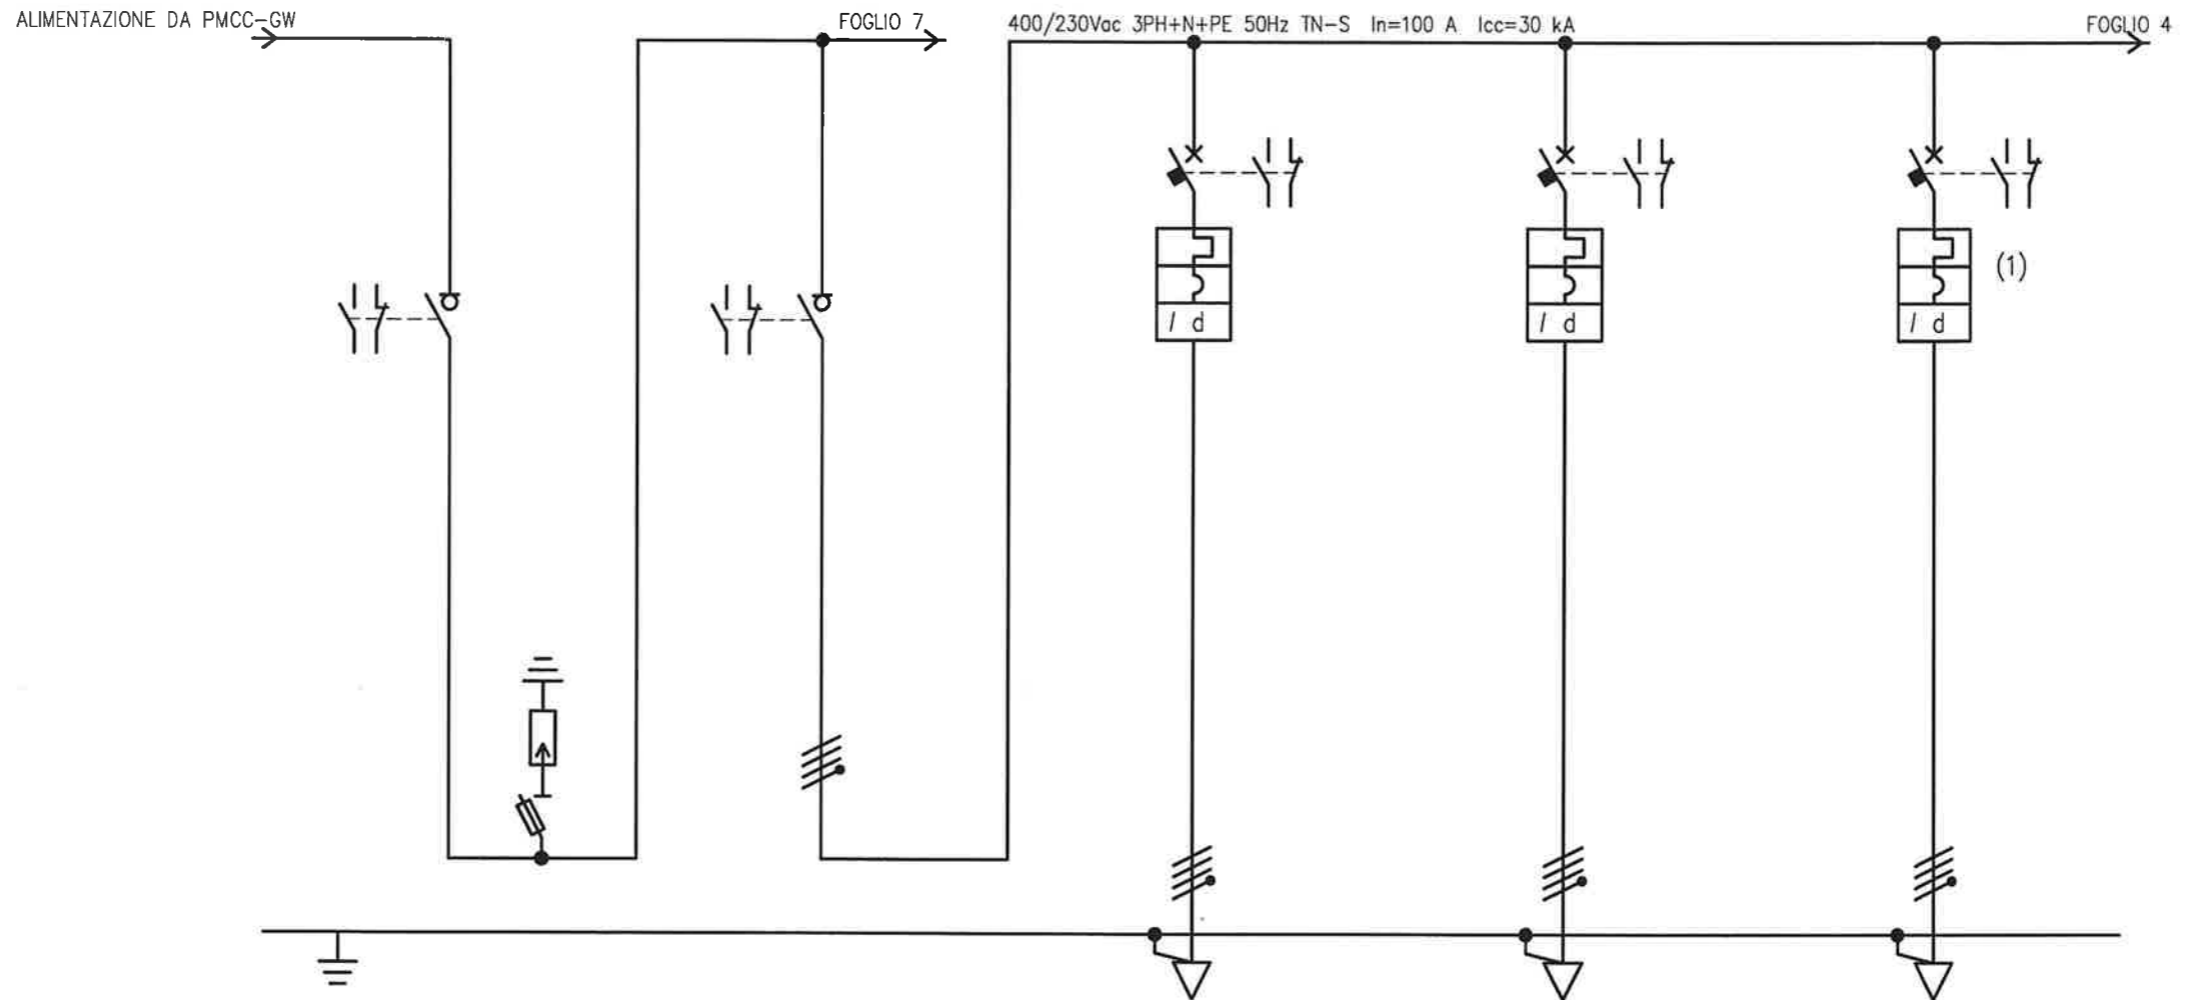 ALIMENTAZIONE DA PMCC-GW
FOGLIO 7
400/230Vac 3PH+N+PE 50Hz TN-S In=100 A Icc=30 kA
FOGLIO 4
(1)
I d
I d
I d